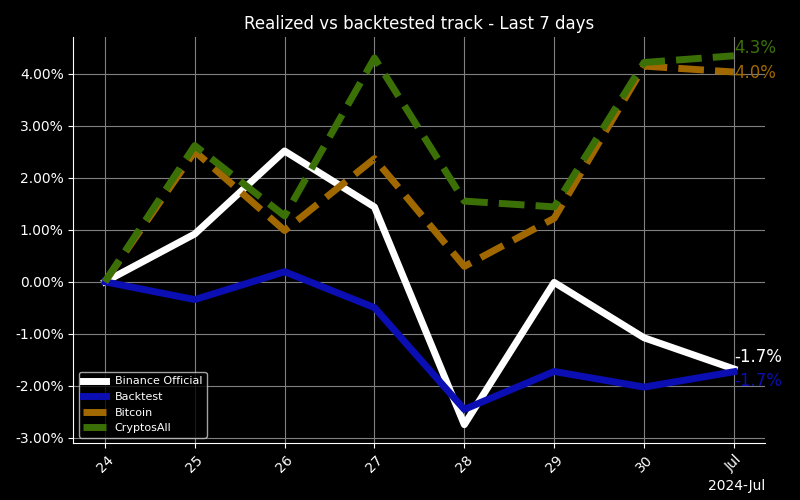 Realized vs backtested track - Last 7 days
4.00%
3.00%
2.00%
1.00%
0.00%
-1.00%
-2.00%
-3.00%
4.3%
4.0%
-1.7%
-1.7%
Binance Official
Backtest
Bitcoin
CryptosAll
24
25
26
27
28
29
30
Jul
2024-Jul